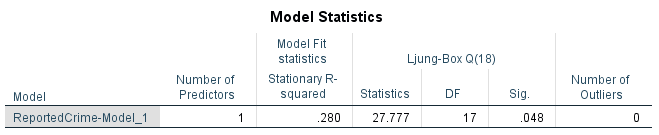 Model Statistics
Model Fit
statistics
Ljung-Box Q(18)
Model
Number of
Predictors
Stationary R-
squared
Statistics
DF
Sig.
Number of
Outliers
ReportedCrime-Model_1 1 .280 27.777 17 .048 0